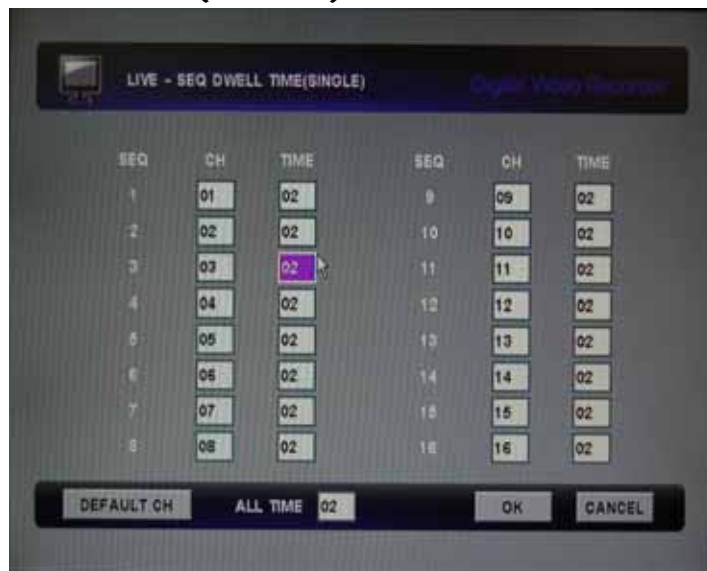 LIVE - SEQ DWELL TIME(SINGLE) Digital Video Recorder
SEQ CH TIME SEQ CH TIME
1 01 02 9 09 02
2 02 02 10 10 02
3 03 02 11 11 02
4 04 02 12 12 02
5 05 02 13 13 02
6 06 02 14 14 02
7 07 02 15 15 02
8 08 02 16 16 02
DEFAULT CH ALL TIME 02 OK CANCEL